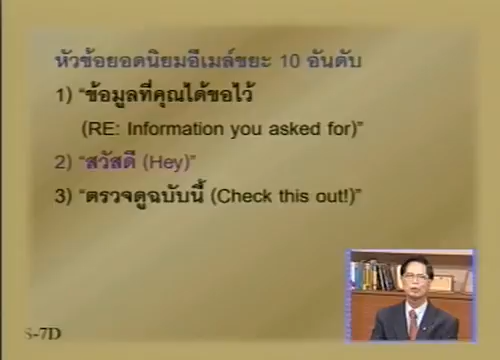 หัวข้อยอดนิยมอีเมล์ขยะ 10 อันดับ
1) “ข้อมูลที่คุณได้ขอไว้
(RE: Information you asked for)”
2) “สวัสดี (Hey)”
3) “ตรวจดูฉบับนี้ (Check this out!)”
S-7D